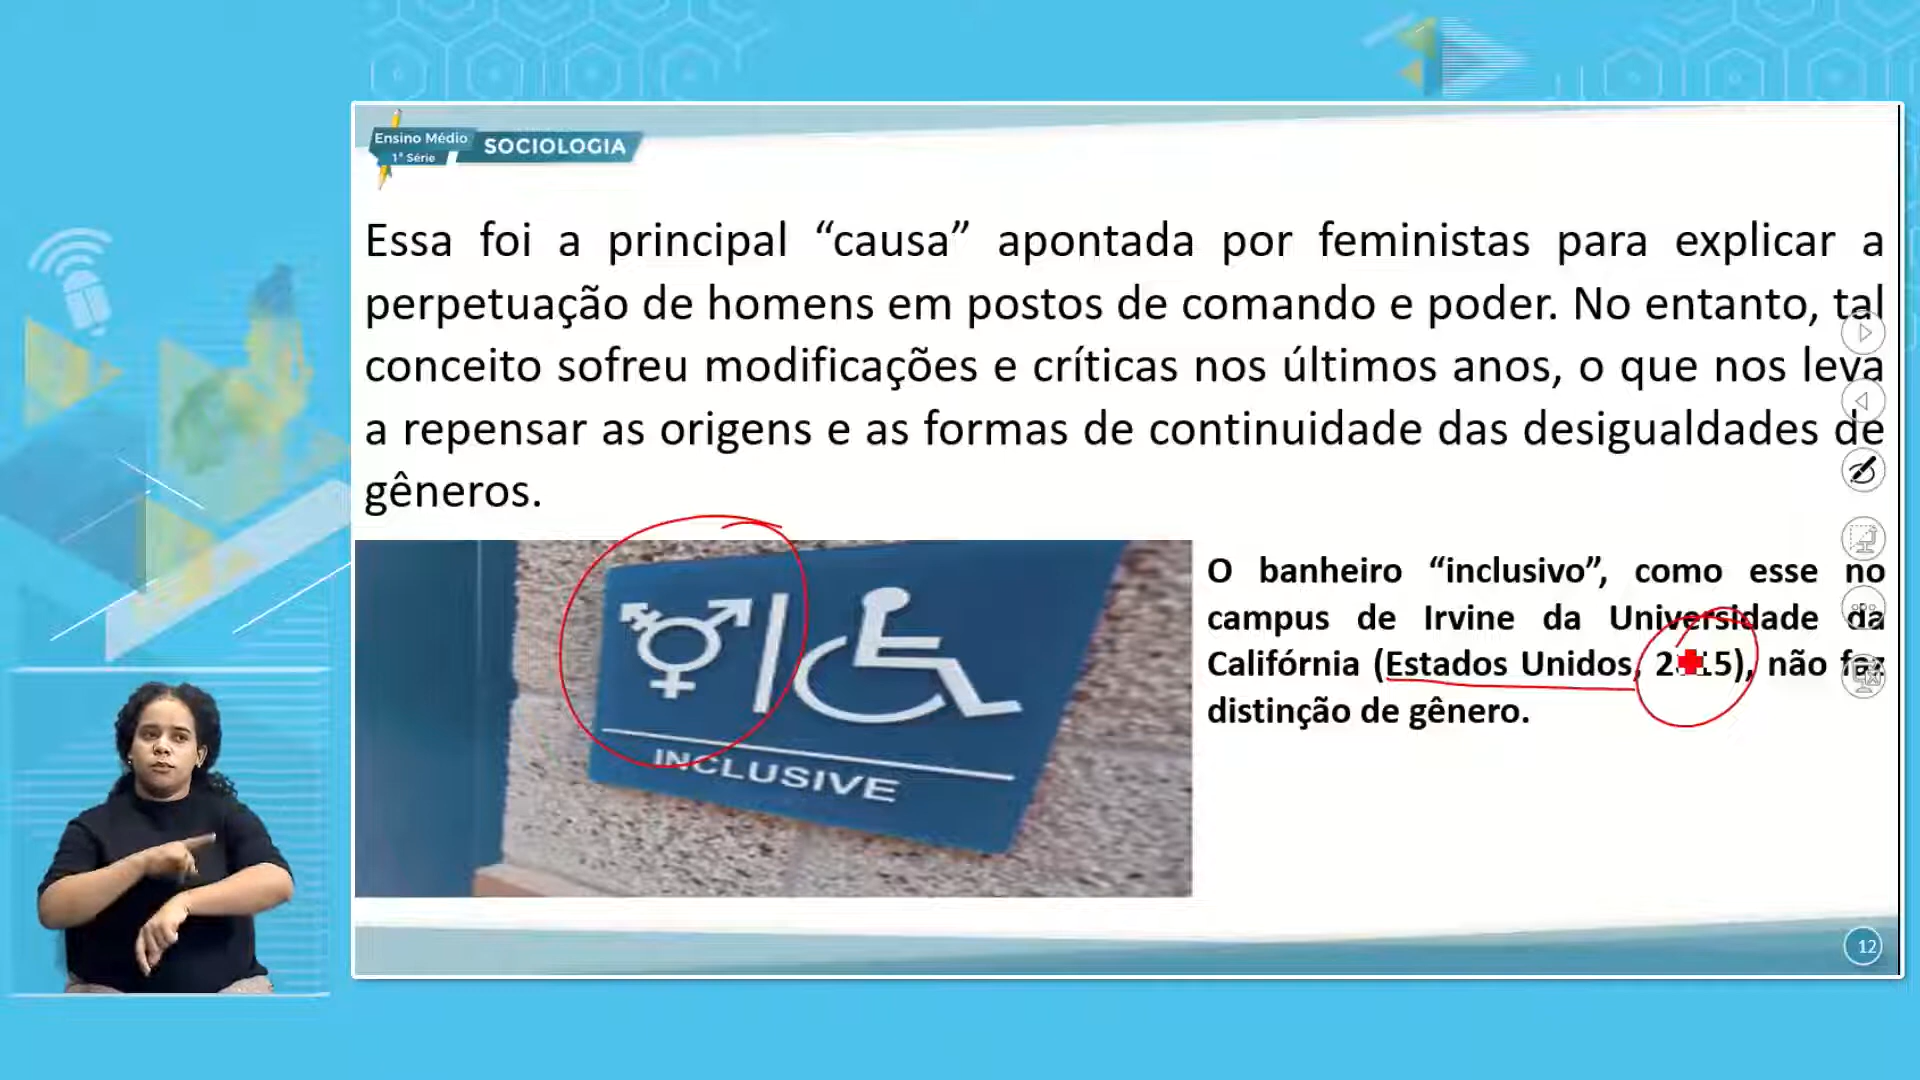 Ensino Médio
1ª Série
SOCIOLOGIA
Essa foi a principal “causa” apontada por feministas para explicar a
perpetuação de homens em postos de comando e poder. No entanto, tal
conceito sofreu modificações e críticas nos últimos anos, o que nos leva
a repensar as origens e as formas de continuidade das desigualdades de
gêneros.
INCLUSIVE
O banheiro “inclusivo”, como esse no
campus de Irvine da Universidade da
Califórnia (Estados Unidos, 2015), não faz
distinção de gênero.
12